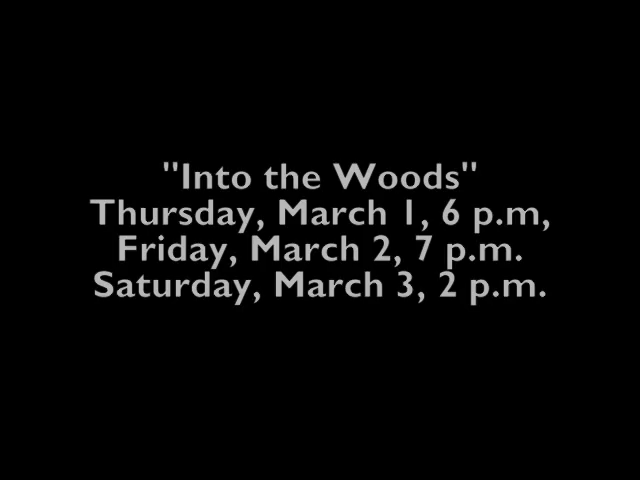 "Into the Woods"
Thursday, March 1, 6 p.m,
Friday, March 2, 7 p.m.
Saturday, March 3, 2 p.m.